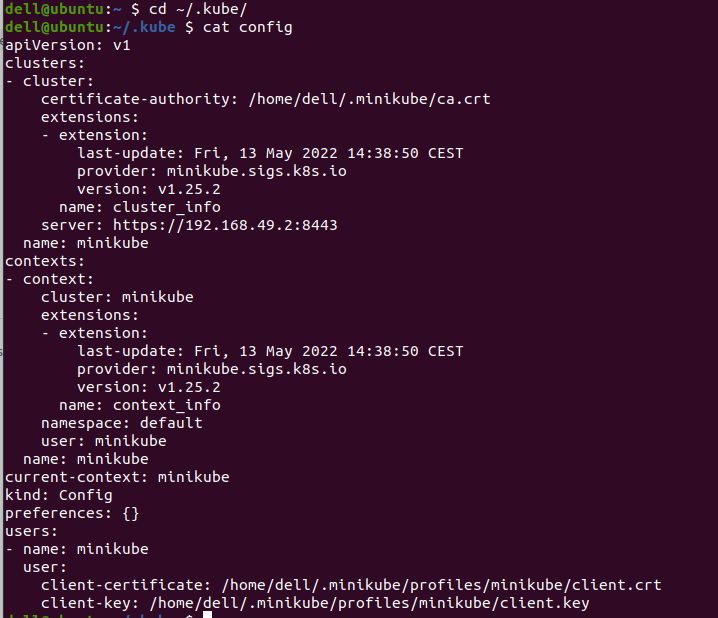 dell@ubuntu:~ $ cd ~/.kube/
dell@ubuntu:~/.kube $ cat config
apiVersion: v1
clusters:
- cluster:
    certificate-authority: /home/dell/.minikube/ca.crt
    extensions:
    - extension:
        last-update: Fri, 13 May 2022 14:38:50 CEST
        provider: minikube.sigs.k8s.io
        version: v1.25.2
      name: cluster_info
    server: https://192.168.49.2:8443
  name: minikube
contexts:
- context:
    cluster: minikube
    extensions:
    - extension:
        last-update: Fri, 13 May 2022 14:38:50 CEST
        provider: minikube.sigs.k8s.io
        version: v1.25.2
      name: context_info
    namespace: default
    user: minikube
  name: minikube
current-context: minikube
kind: Config
preferences: {}
users:
- name: minikube
  user:
    client-certificate: /home/dell/.minikube/profiles/minikube/client.crt
    client-key: /home/dell/.minikube/profiles/minikube/client.key
dell@ubuntu:~/.kube $